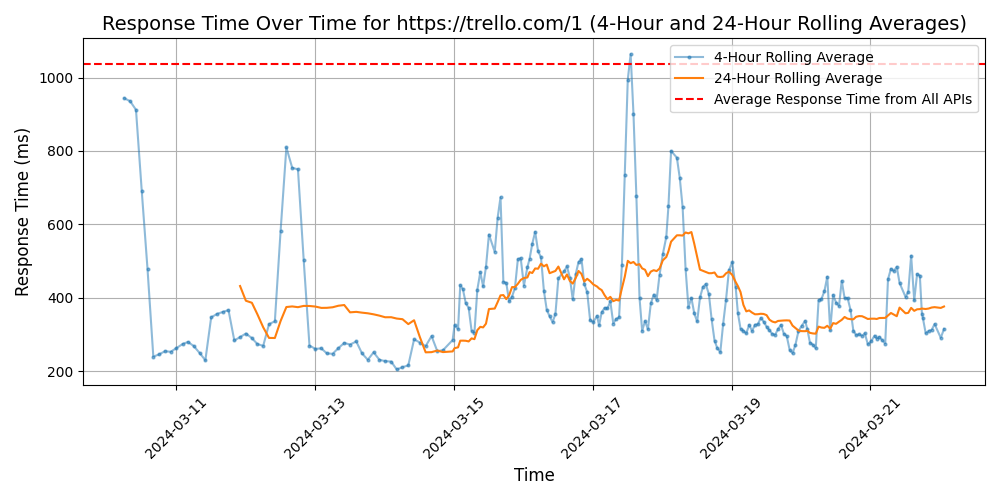 Response Time Over Time for https://trello.com/1 (4-Hour and 24-Hour Rolling Averages)
4-Hour Rolling Average
24-Hour Rolling Average
Average Response Time from All APIs
Response Time (ms)
1000
800
600
400
200
2024-03-11
2024-03-13
2024-03-15
2024-03-17
2024-03-19
2024-03-21
Time